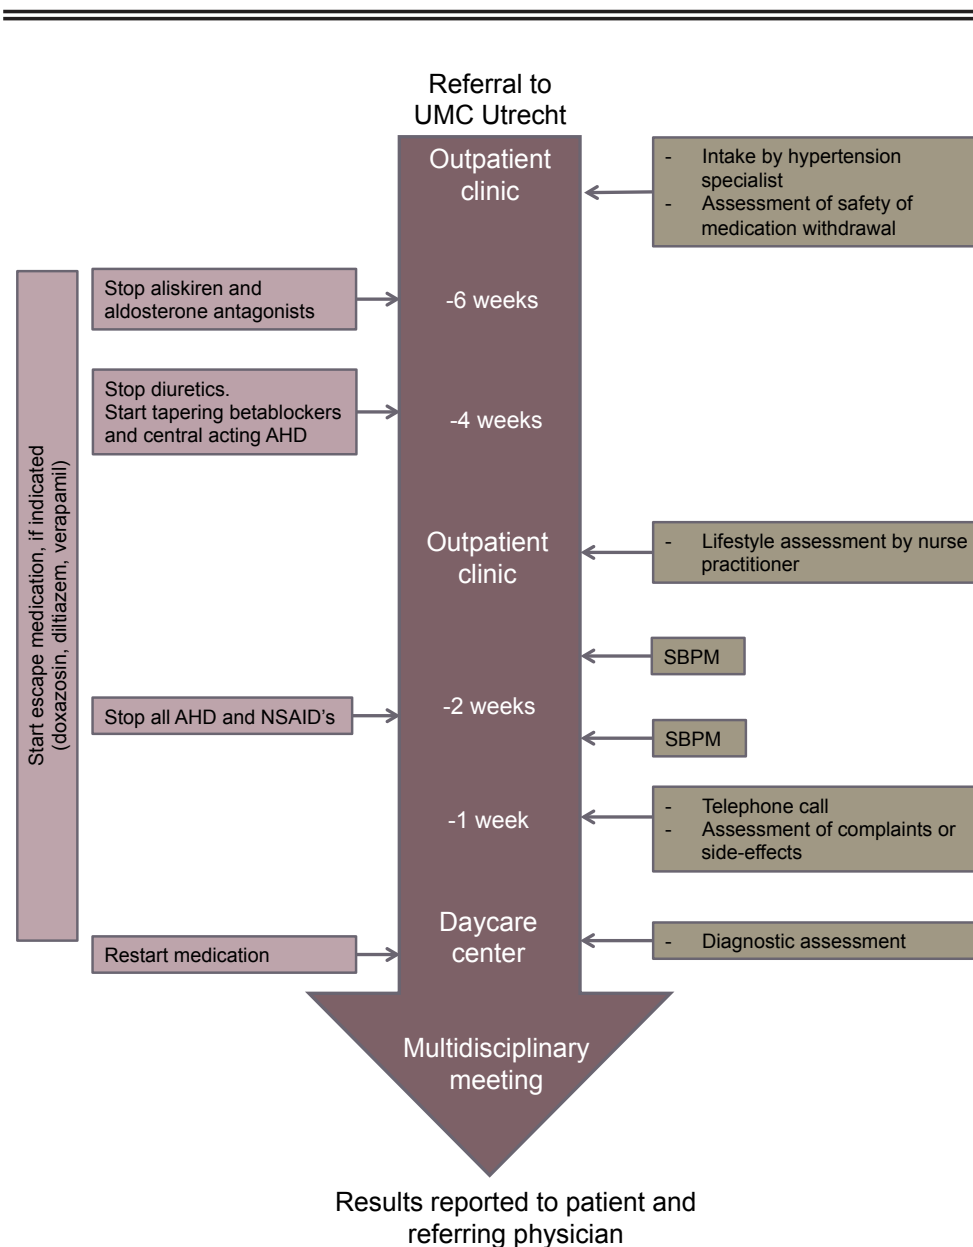 Referral to
UMC Utrecht
Outpatient
clinic
- Intake by hypertension
specialist
- Assessment of safety of
medication withdrawal
Start escape medication, if indicated
(doxazosin, diltiazem, verapamil)
Stop aliskiren and
aldosterone antagonists
-6 weeks
Stop diuretics.
Start tapering betablockers
and central acting AHD
-4 weeks
Outpatient
clinic
- Lifestyle assessment by nurse
practitioner
SBPM
Stop all AHD and NSAID's
-2 weeks
SBPM
-1 week
- Telephone call
- Assessment of complaints or
side-effects
Restart medication
Daycare
center
- Diagnostic assessment
Multidisciplinary
meeting
Results reported to patient and
referring physician